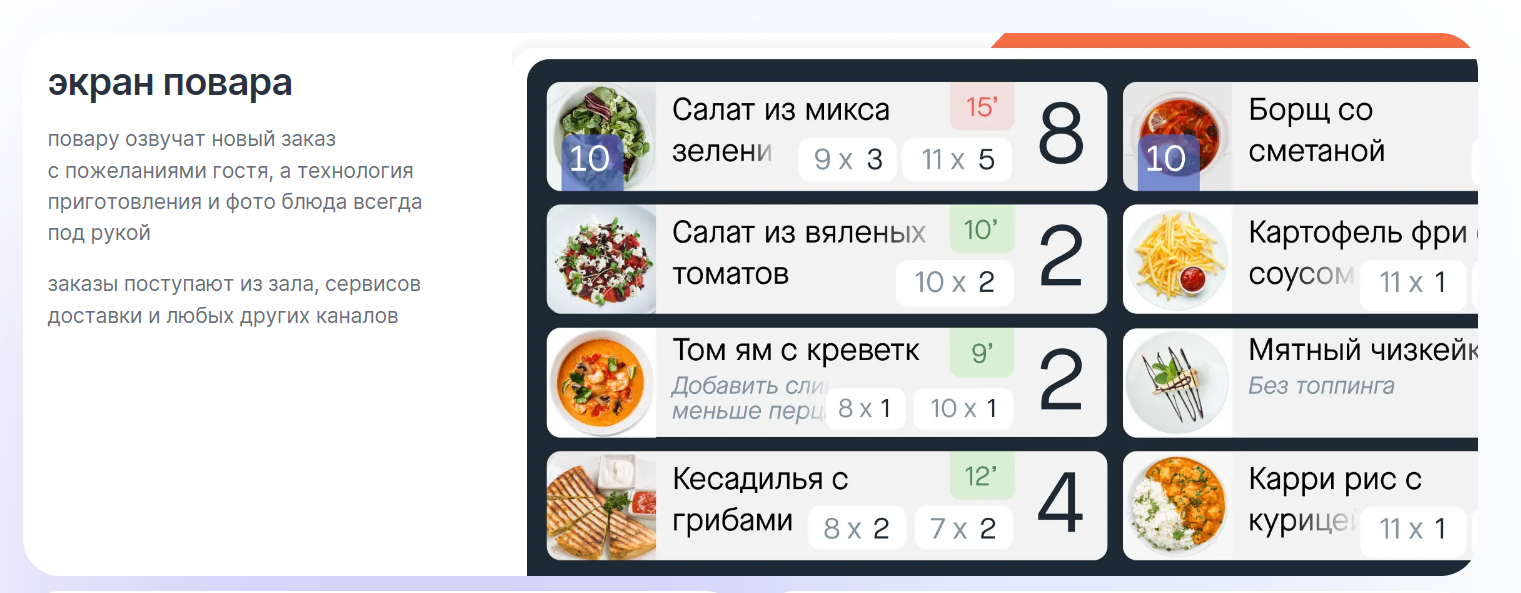 экран повара
повару озвучат новый заказ
с пожеланиями гостя, а технология
приготовления и фото блюда всегда
под рукой
заказы поступают из зала, сервисов
доставки и любых других каналов
10
Салат из микса
зелени
15’
9 x 3
11 x 5
8
Салат из вяленых
томатов
10’
10 x 2
2
Том ям с креветк
Добавить сли
меньше перц
9’
8 x 1
10 x 1
2
Кесадилья с
грибами
12’
8 x 2
7 x 2
4
10
Борщ со
сметаной
Картофель фри
соусом
11 x 1
Мятный чизкейк
Без топпинга
Карри рис с
курицей
11 x 1